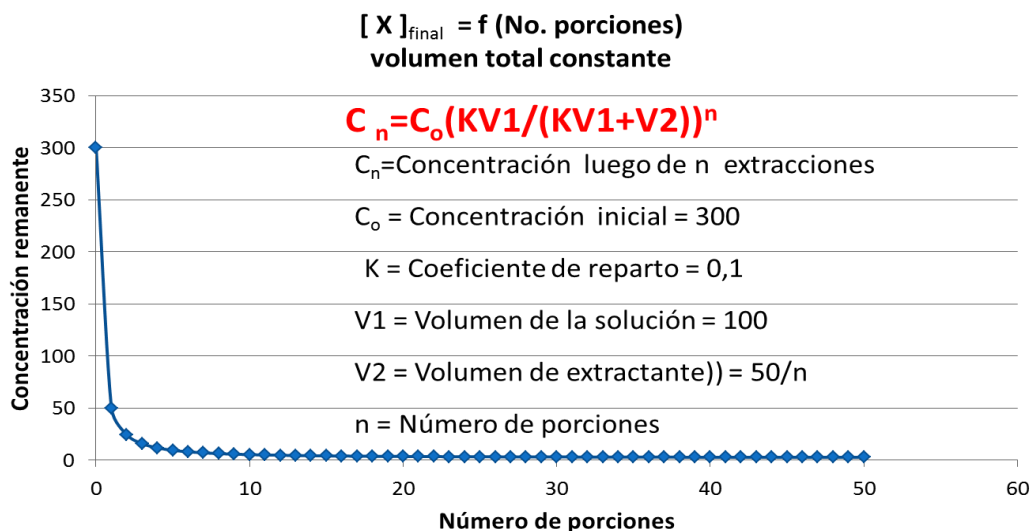 [ X ]final = f (No. porciones)
volumen total constante
C n=Co(KV1/(KV1+V2))n
Cn=Concentración luego de n extracciones
Co = Concentración inicial = 300
K = Coeficiente de reparto = 0,1
V1 = Volumen de la solución = 100
V2 = Volumen de extractante)) = 50/n
n = Número de porciones
Concentración remanente
350
300
250
200
150
100
50
0
0 10 20 30 40 50 60
Número de porciones